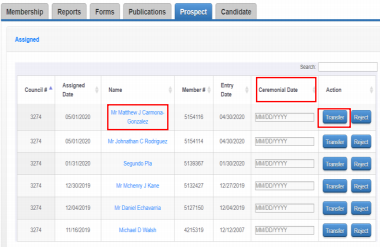 Membership Reports Forms Publications Prospect Candidate
Assigned
Search:
Council # Assigned Date Name Member # Entry Date Ceremonial Date Action
3274 05/01/2020 Mr Matthew J Carmona-Gonzalez 5154116 04/30/2020 MM/DD/YYYY Transfer Reject
3274 05/01/2020 Mr Johnathan C Rodriguez 5154114 04/30/2020 MM/DD/YYYY Transfer Reject
3274 01/31/2020 Segundo Pla 5139367 01/30/2020 MM/DD/YYYY Transfer Reject
3274 12/30/2019 Mr Mchenry J Kane 5132427 12/27/2019 MM/DD/YYYY Transfer Reject
3274 12/04/2019 Mr Daniel Echavarria 5127150 12/04/2019 MM/DD/YYYY Transfer Reject
3274 11/16/2019 Michael D Walsh 4215319 12/12/2007 MM/DD/YYYY Transfer Reject